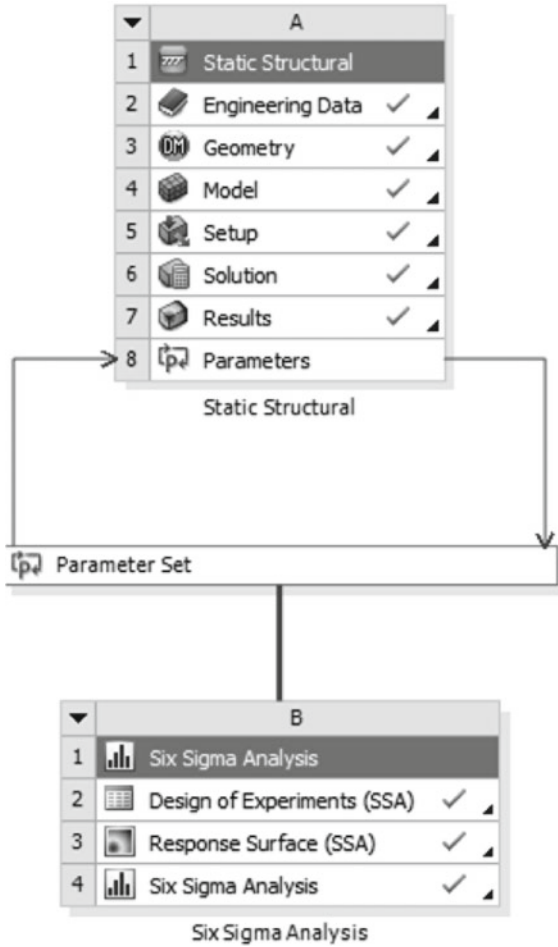 A
1 Static Structural
2 Engineering Data
3 DM Geometry
4 Model
5 Setup
6 Solution
7 Results
8 p Parameters
Static Structural
p Parameter Set
B
1 Six Sigma Analysis
2 Design of Experiments (SSA)
3 Response Surface (SSA)
4 Six Sigma Analysis
Six Sigma Analysis